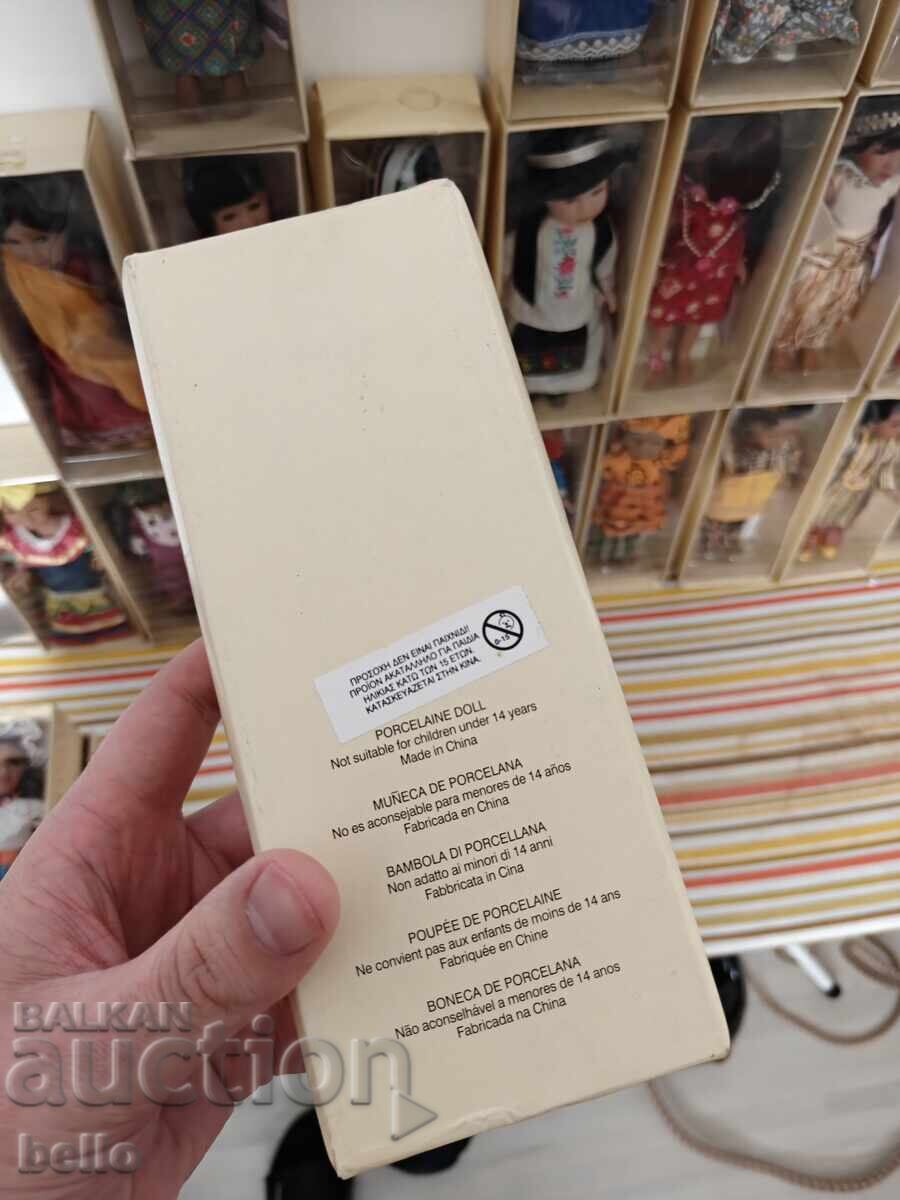 ΠΡΟΣΟΧΗ ΔΕΝ ΕΙΝΑΙ ΠΑΙΧΝΙΔΙ!!
ΠΡΟΪΟΝ ΑΚΑΤΑΛΛΗΛΟ ΓΙΑ ΠΑΙΔΙΑ
ΗΛΙΚΙΑΣ ΚΑΤΩ ΤΩΝ 15 ΕΤΩΝ.
ΚΑΤΑΣΚΕΥΑΖΕΤΑΙ ΣΤΗΝ ΚΙΝΑ.
0-15
PORCELAINE DOLL
Not suitable for children under 14 years
Made in China
MUÑECA DE PORCELANA
No es aconsejable para menores de 14 años
Fabricada en China
BAMBOLA DI PORCELLANA
Non adatto ai minori di 14 anni
Fabbricata in Cina
POUPÉE DE PORCELAINE
Ne convient pas aux enfants de moins de 14 ans
Fabriquée en Chine
BONECA DE PORCELANA
Não aconselhável a menores de 14 anos
Fabricada na China
BALKAN
auction
bello